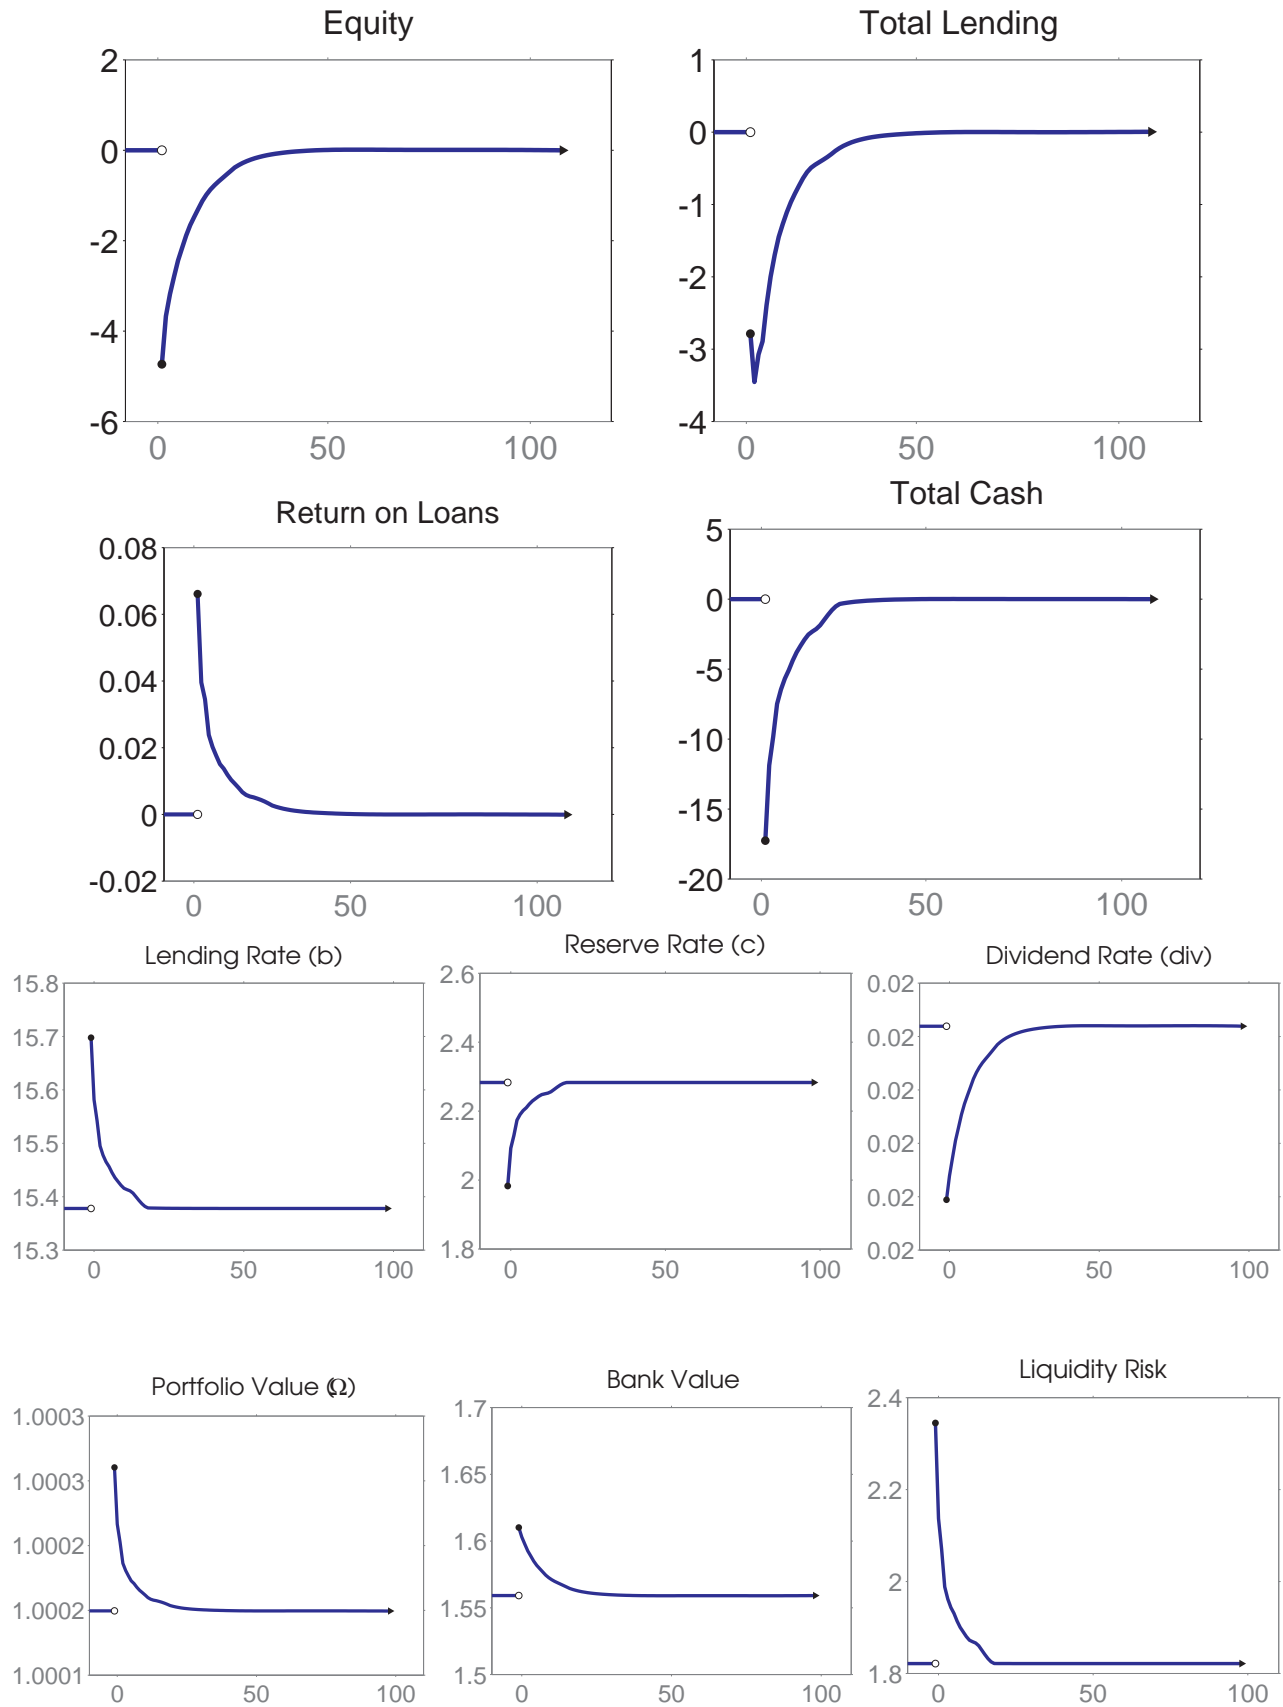 Equity
2
0
-2
-4
-6
0 50 100
Total Lending
1
0
-1
-2
-3
-4
0 50 100
Return on Loans
0.08
0.06
0.04
0.02
0
-0.02
0 50 100
Total Cash
5
0
-5
-10
-15
-20
0 50 100
Lending Rate (b)
15.8
15.7
15.6
15.5
15.4
15.3
0 50 100
Reserve Rate (c)
2.6
2.4
2.2
2
1.8
0 50 100
Dividend Rate (div)
0.02
0.02
0.02
0.02
0.02
0.02
0 50 100
Portfolio Value (Ω)
1.0003
1.0003
1.0002
1.0002
1.0001
0 50 100
Bank Value
1.7
1.65
1.6
1.55
1.5
0 50 100
Liquidity Risk
2.4
2.2
2
1.8
0 50 100